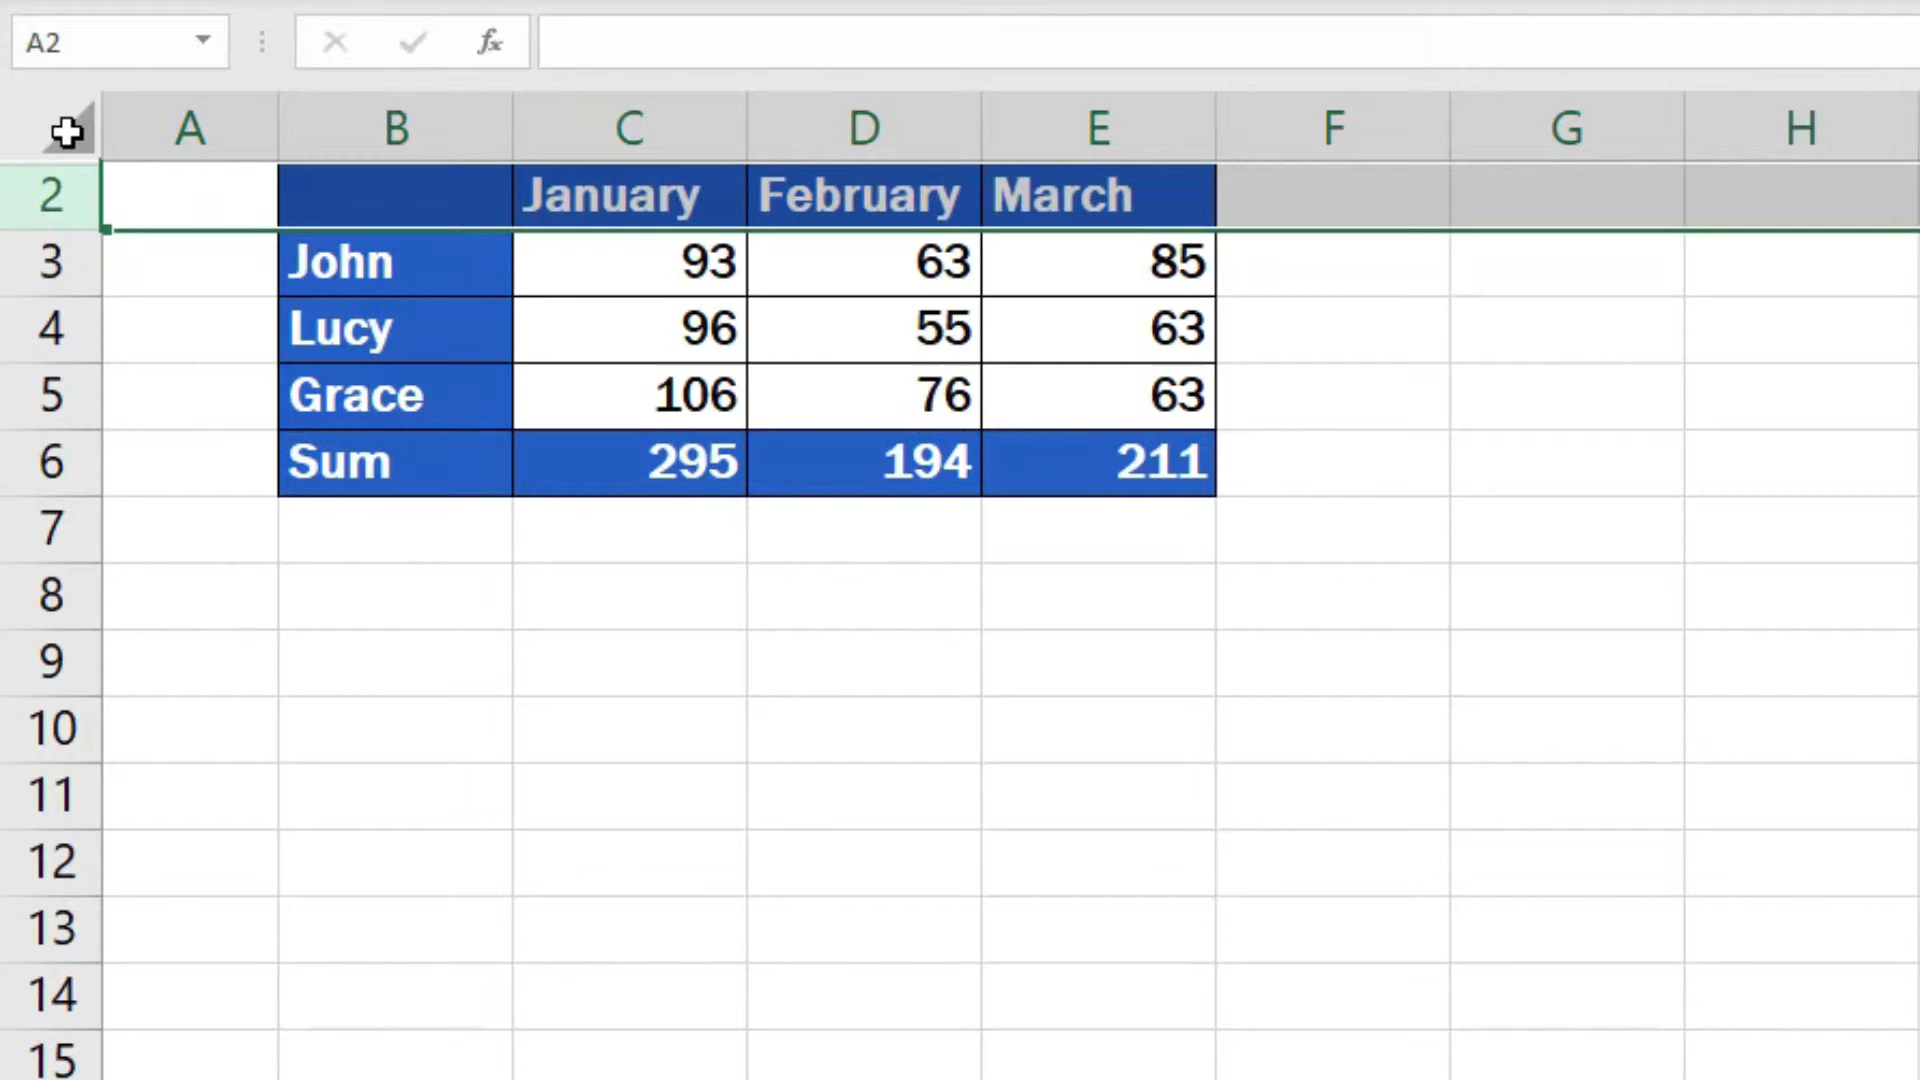 A2 fx
A B C D E F G H
2 January February March
3 John 93 63 85
4 Lucy 96 55 63
5 Grace 106 76 63
6 Sum 295 194 211
7
8
9
10
11
12
13
14
15